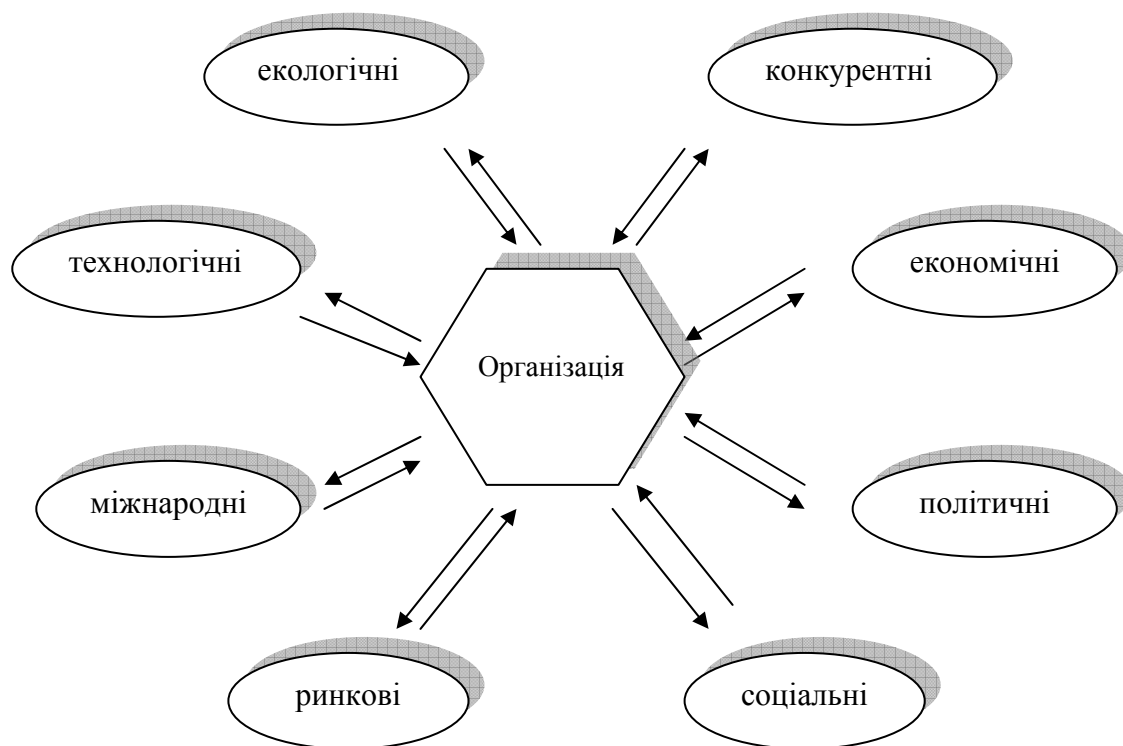 екологічні
конкурентні
технологічні
економічні
Організація
міжнародні
політичні
ринкові
соціальні